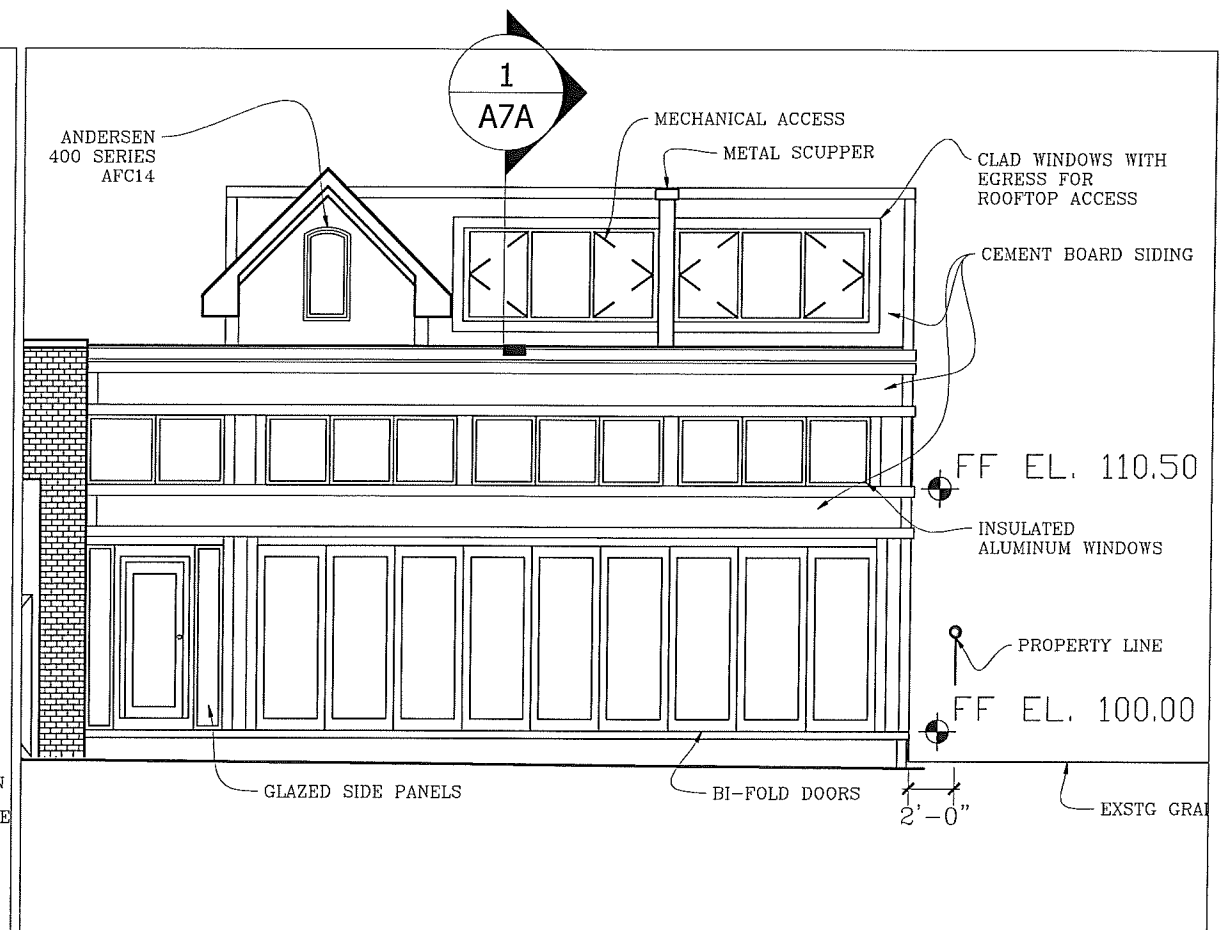 1
A7A
ANDERSEN
400 SERIES
AFC14
MECHANICAL ACCESS
METAL SCUPPER
CLAD WINDOWS WITH
EGRESS FOR
ROOFTOP ACCESS
CEMENT BOARD SIDING
FF EL. 110.50
INSULATED
ALUMINUM WINDOWS
PROPERTY LINE
FF EL. 100.00
GLAZED SIDE PANELS
BI-FOLD DOORS
2'-0"
EXSTG
N
E